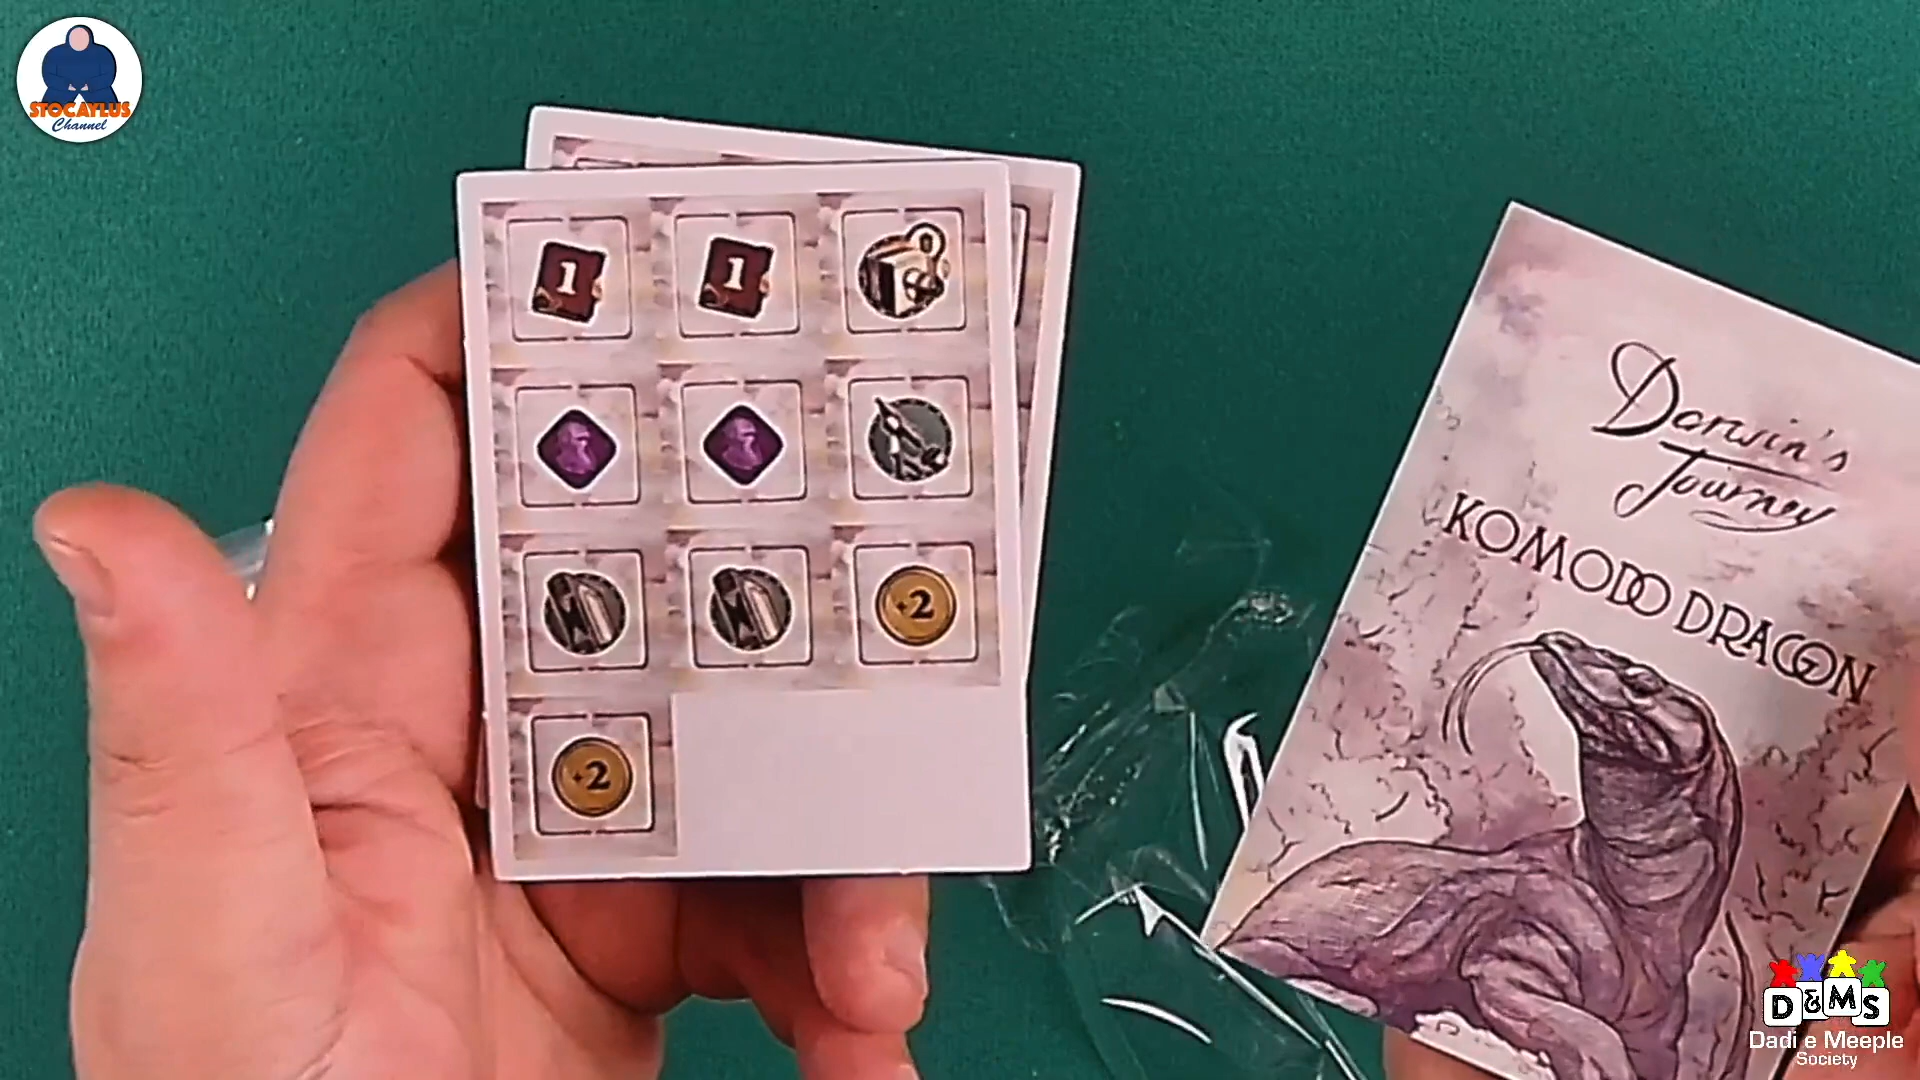 STOCAYLUS
Channel
1
1
+2
+2
Darwin's
Journey
KOMODO DRAGON
D&MS
Dadi e Meeple
Society